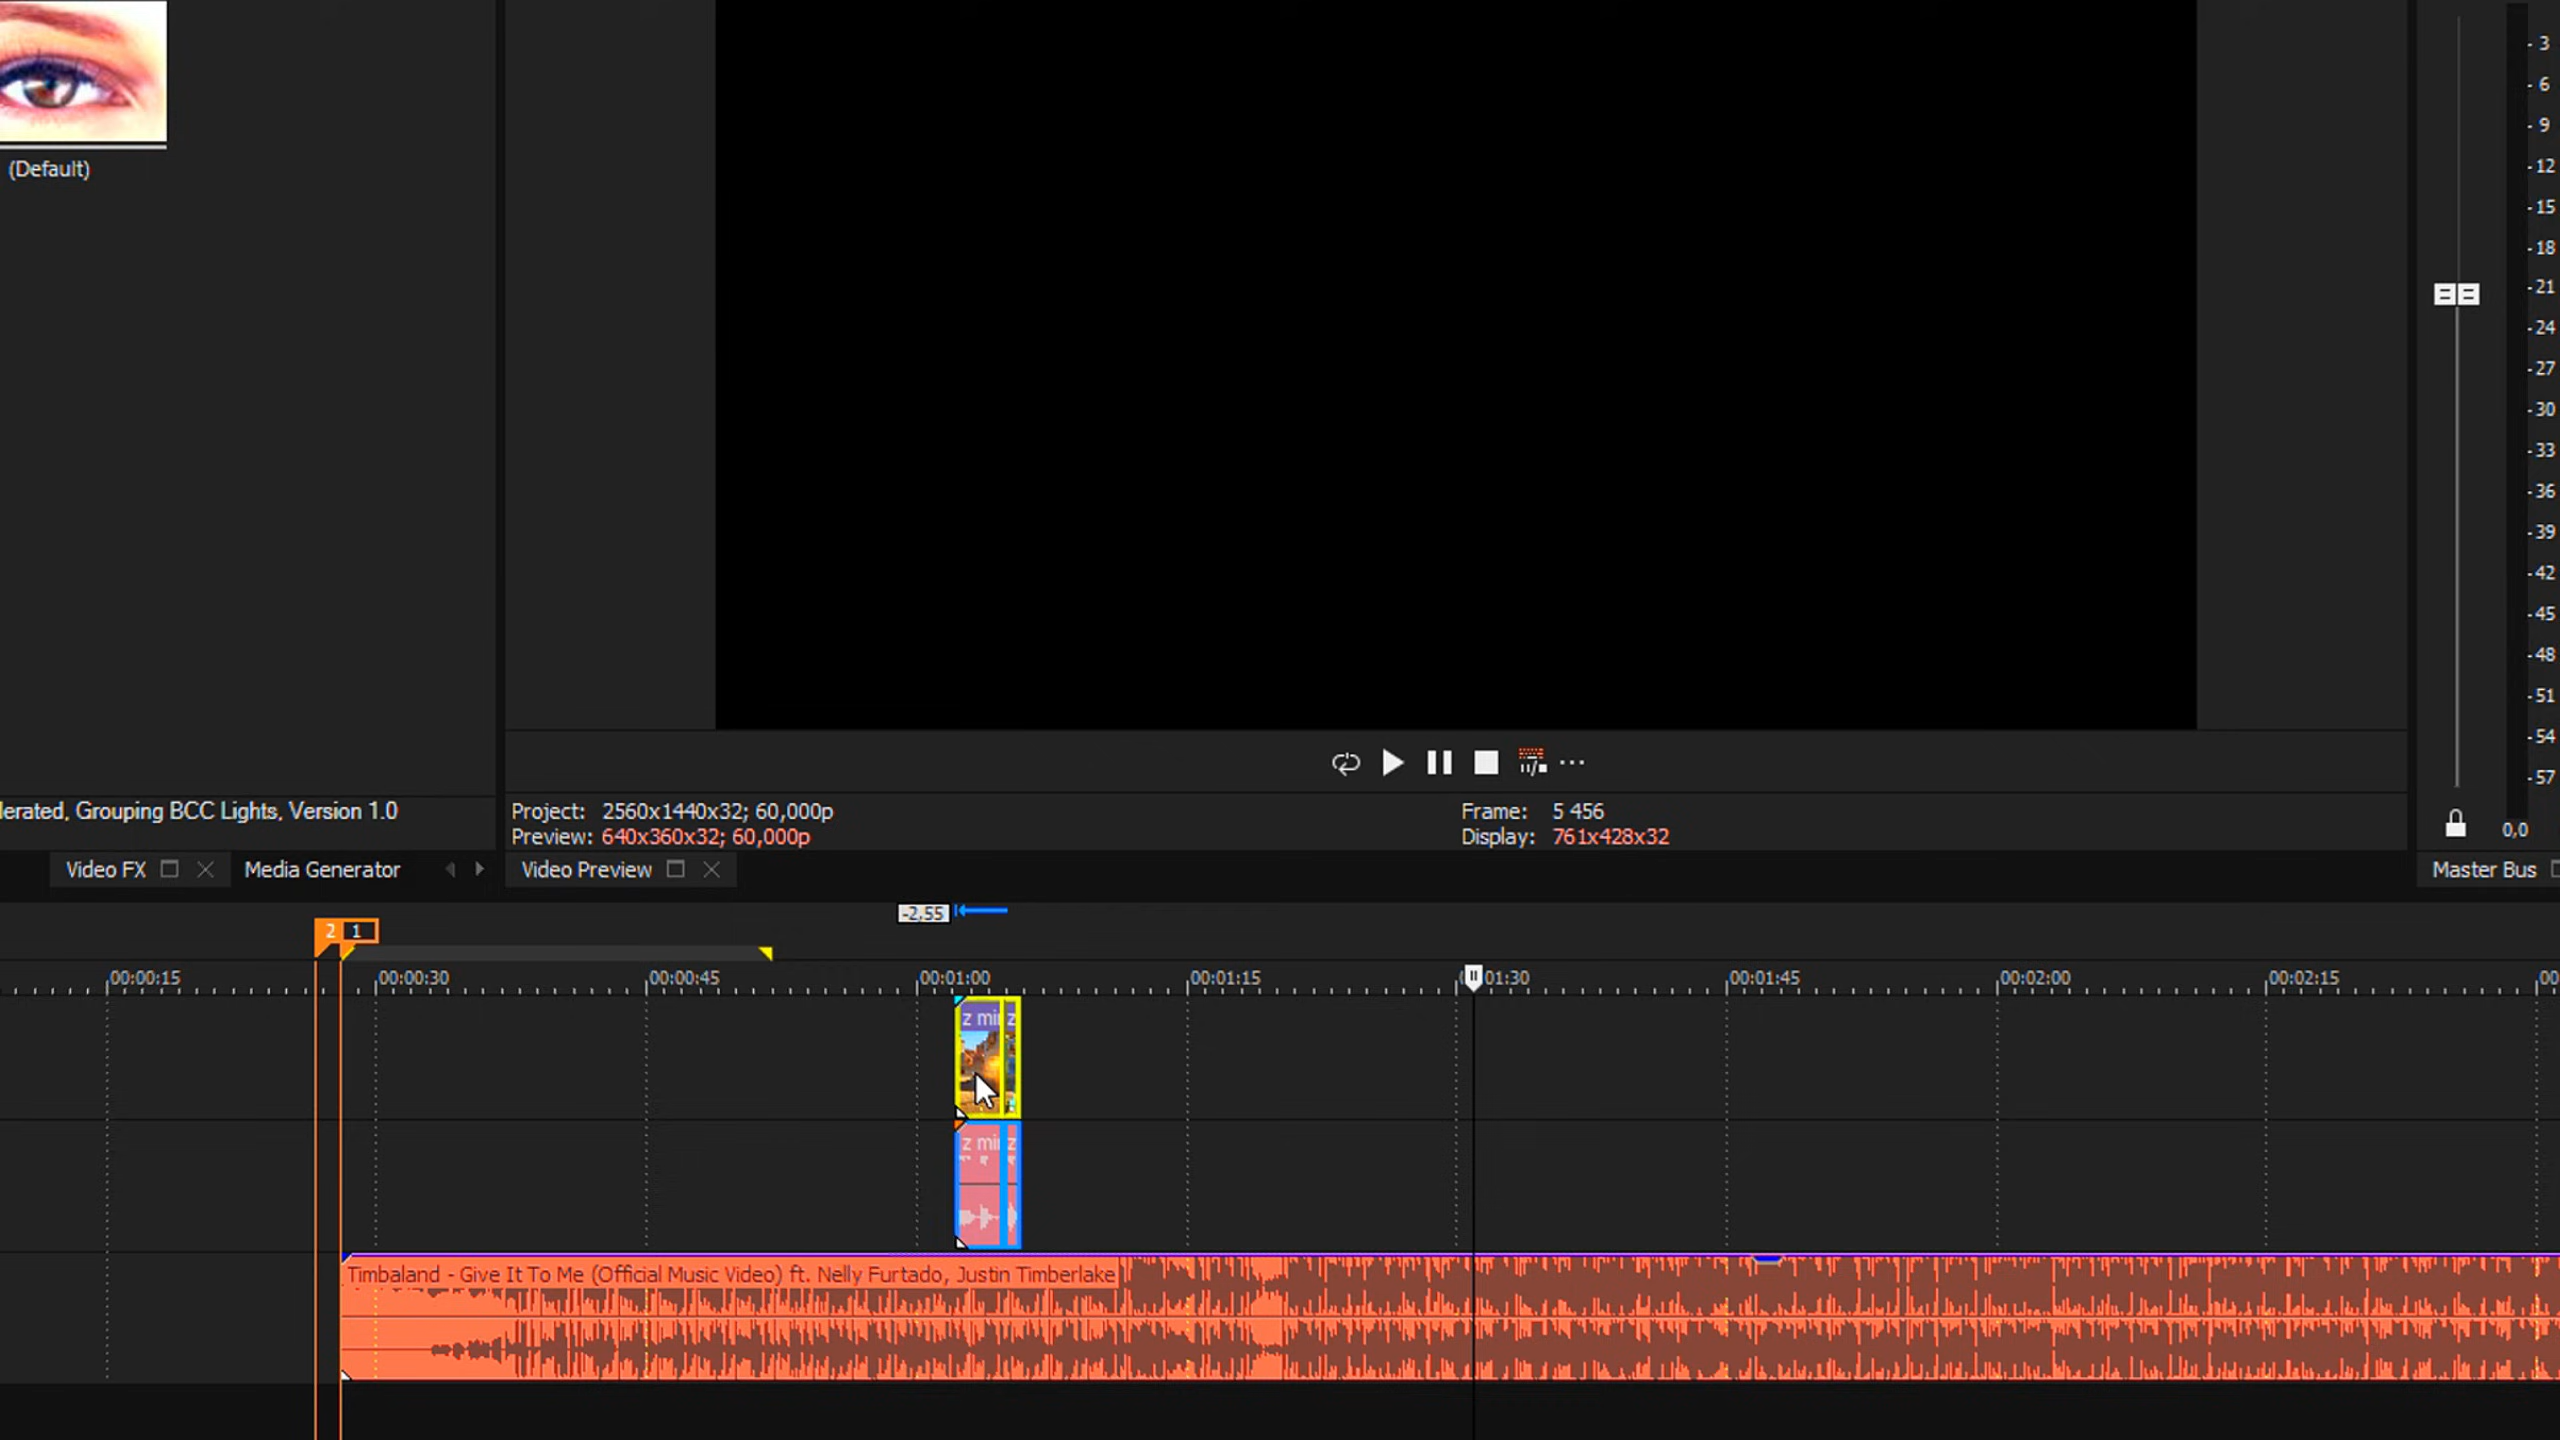 (Default)
- 3
- 6
- 9
- 12
- 15
- 18
- 21
- 24
- 27
- 30
- 33
- 36
- 39
- 42
- 45
- 48
- 51
- 54
- 57
0,0
lerated, Grouping BCC Lights, Version 1.0
Project: 2560x1440x32; 60,000p
Preview: 640x360x32; 60,000p
Frame: 5 456
Display: 761x428x32
Video FX
Media Generator
Video Preview
Master Bus
-2,55
2 1
00:00:15 00:00:30 00:00:45 00:01:00 00:01:15 01:30 00:01:45 00:02:00 00:02:15 00
z mi z
z mi z
Timbaland - Give It To Me (Official Music Video) ft. Nelly Furtado, Justin Timberlake